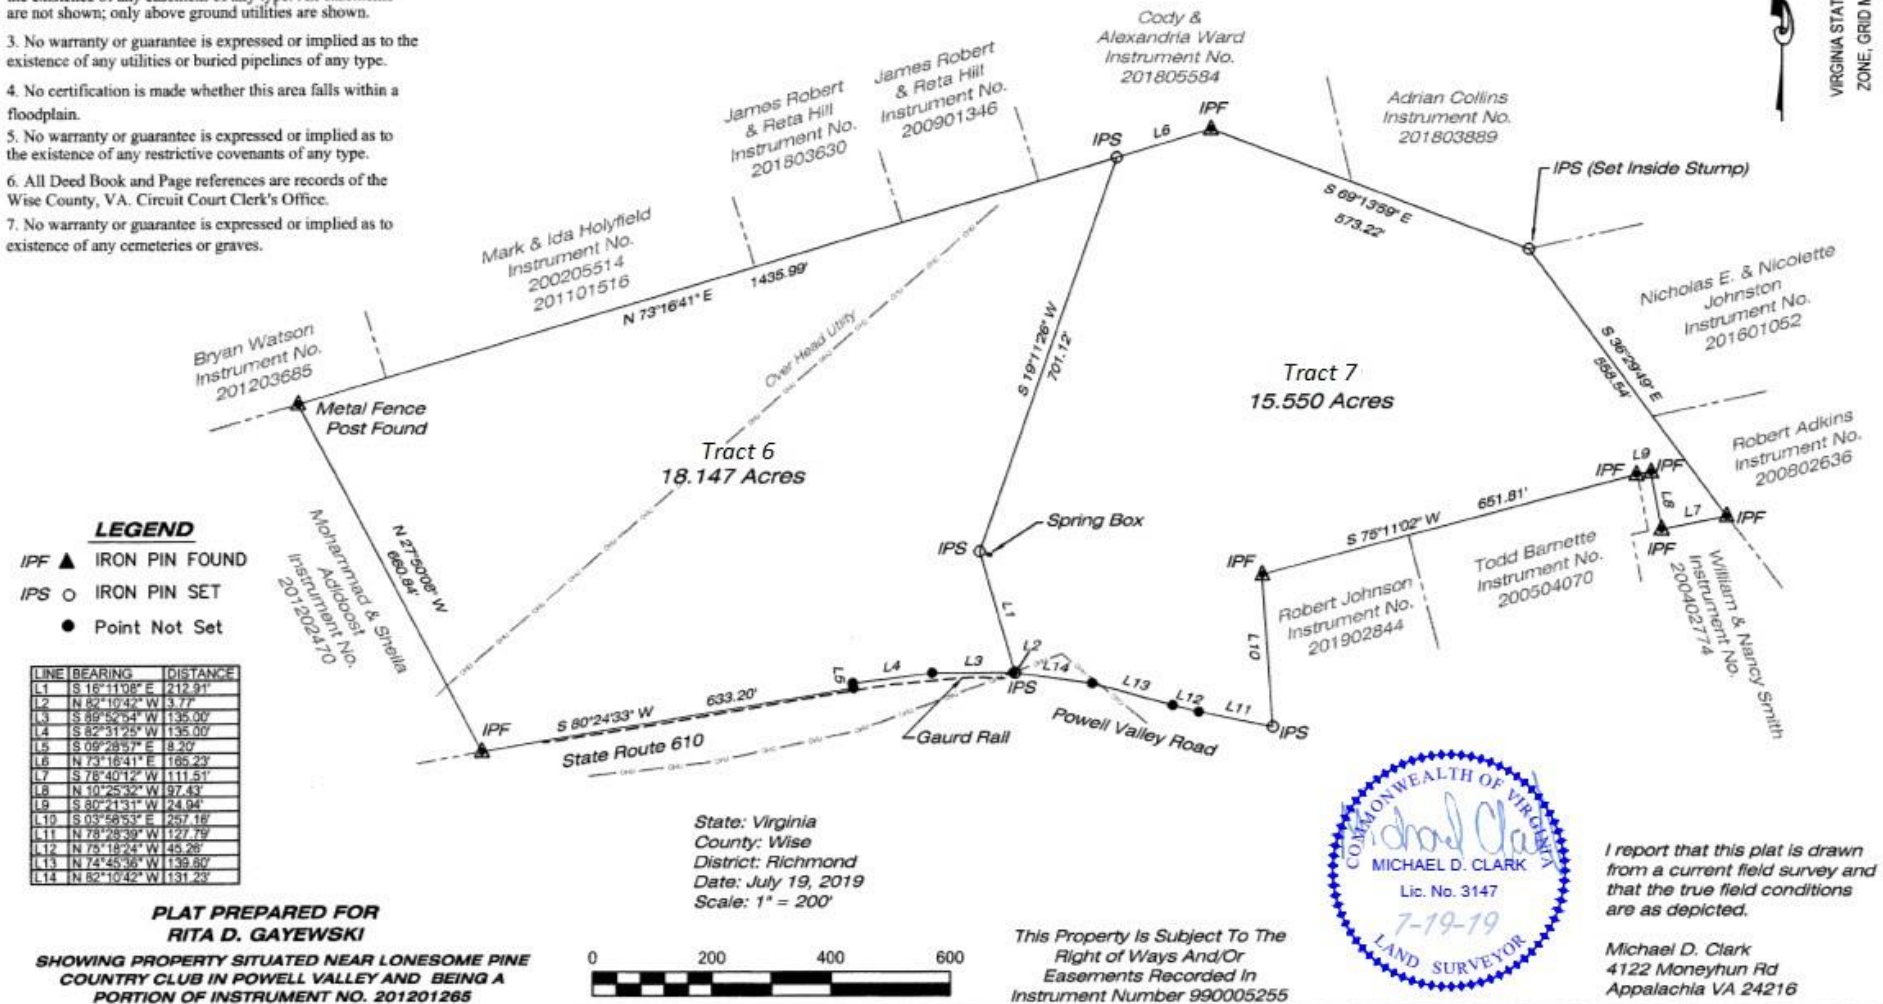 are not shown; only above ground utilities are shown.
3. No warranty or guarantee is expressed or implied as to the
existence of any utilities or buried pipelines of any type.
4. No certification is made whether this area falls within a
floodplain.
5. No warranty or guarantee is expressed or implied as to
the existence of any restrictive covenants of any type.
6. All Deed Book and Page references are records of the
Wise County, VA. Circuit Court Clerk's Office.
7. No warranty or guarantee is expressed or implied as to
existence of any cemeteries or graves.
VIRGINIA STAT
ZONE, GRID
Cody &
Alexandria Ward
Instrument No.
201805584
James Robert
& Reta Hill
Instrument No.
200901346
James Robert
& Reta Hill
Instrument No.
201803630
Adrian Collins
Instrument No.
201803889
IPF
L6
IPS
IPS (Set Inside Stump)
S 69°13'59" E
573.22'
Mark & Ida Holyfield
Instrument No.
200205514
201101516
1435.99'
N 73°16'41" E
Nicholas E. & Nicolette
Johnston
Instrument No.
201601052
S 36°29'49" E
558.54'
Bryan Watson
Instrument No.
201203685
Over Head Utility
S 19°11'26" W
701.12'
Tract 7
15.550 Acres
Metal Fence
Post Found
Tract 6
18.147 Acres
Robert Adkins
Instrument No.
200802636
IPF
L9
IPF
L8
L7
IPF
IPF
651.81'
S 75°11'02" W
Spring Box
IPS
IPF
L1
L10
Robert Johnson
Instrument No.
201902844
Todd Barnette
Instrument No.
200504070
William & Nancy Smith
Instrument No.
200402774
N 27°50'08" W
660.84'
Mohammad & Sheila
Adidoost
Instrument No.
201202470
LEGEND
IPF IRON PIN FOUND
IPS IRON PIN SET
Point Not Set
L5
L4
L3
L2
L14
IPS
L13
L12
L11
IPS
IPF
S 80°24'33" W
633.20'
State Route 610
Gaurd Rail
Powell Valley Road
OHU
LINE BEARING DISTANCE
L1 S 16°11'08" E 212.91'
L2 N 82°10'42" W 3.77'
L3 S 89°52'54" W 135.00'
L4 S 82°31'25" W 135.00'
L5 S 09°28'57" E 8.20'
L6 N 73°16'41" E 165.23'
L7 S 78°40'12" W 111.51'
L8 N 10°25'32" W 97.43'
L9 S 80°21'31" W 24.94'
L10 S 03°58'53" E 257.16'
L11 N 78°28'39" W 127.79'
L12 N 75°18'24" W 45.26'
L13 N 74°45'36" W 139.60'
L14 N 82°10'42" W 131.23'
PLAT PREPARED FOR
RITA D. GAYEWSKI
SHOWING PROPERTY SITUATED NEAR LONESOME PINE
COUNTRY CLUB IN POWELL VALLEY AND BEING A
PORTION OF INSTRUMENT NO. 201201265
State: Virginia
County: Wise
District: Richmond
Date: July 19, 2019
Scale: 1" = 200'
0 200 400 600
This Property Is Subject To The
Right of Ways And/Or
Easements Recorded In
Instrument Number 990005255
COMMONWEALTH OF VIRGINIA
Michael Clark
MICHAEL D. CLARK
Lic. No. 3147
7-19-19
LAND SURVEYOR
I report that this plat is drawn
from a current field survey and
that the true field conditions
are as depicted.
Michael D. Clark
4122 Moneyhun Rd
Appalachia VA 24216